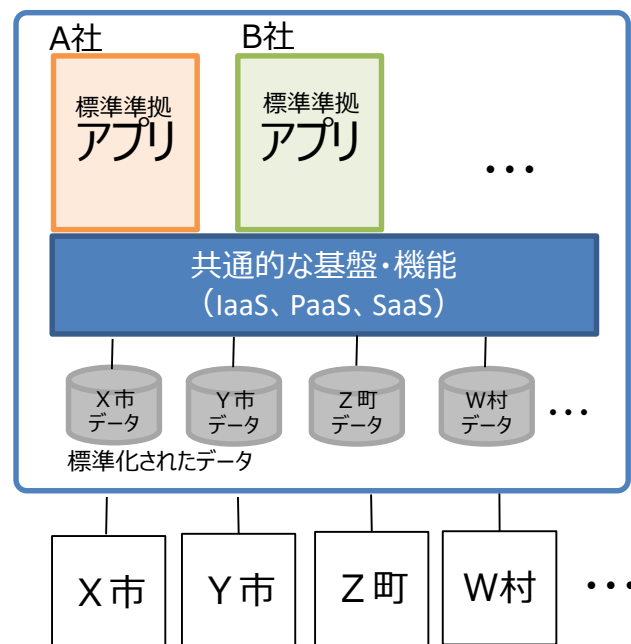 A社
B社
標準準拠
アプリ
標準準拠
アプリ
…
共通的な基盤・機能
（IaaS、PaaS、SaaS）
X市
データ
Y市
データ
Z町
データ
W村
データ
…
標準化されたデータ
X市
Y市
Z町
W村
…